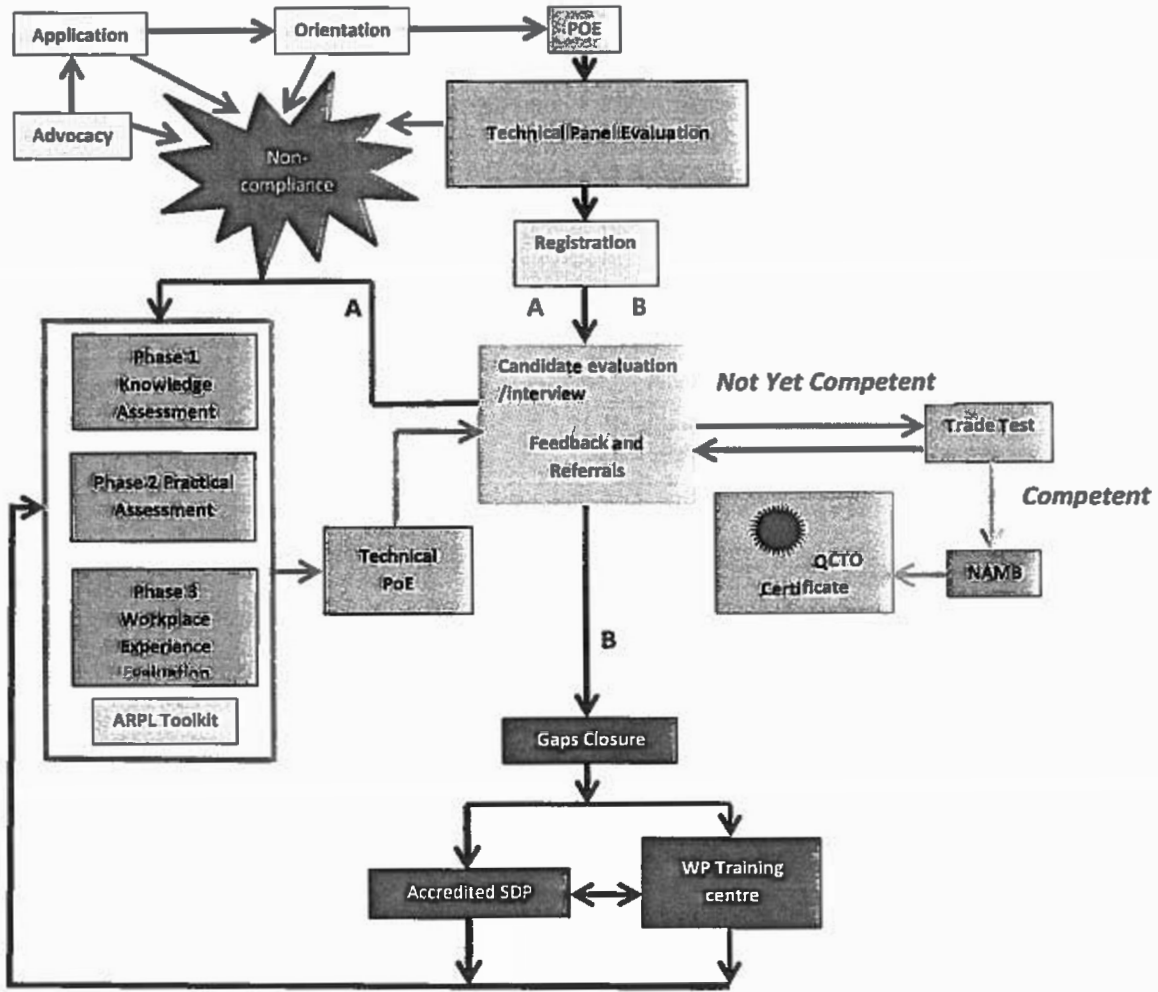 Application
Orientation
POE
Advocacy
Non-
compliance
Technical Panel Evaluation
Registration
A
B
A
Phase 1
Knowledge
Assessment
Candidate evaluation
/interview
Feedback and
Referrals
Not Yet Competent
Trade Test
Competent
Phase 2 Practical
Assessment
Technical
PoE
QCTO
Certificate
NAMB
Phase 3
Workplace
Experience
Evaluation
ARPL Toolkit
B
Gaps Closure
Accredited SDP
WP Training
centre